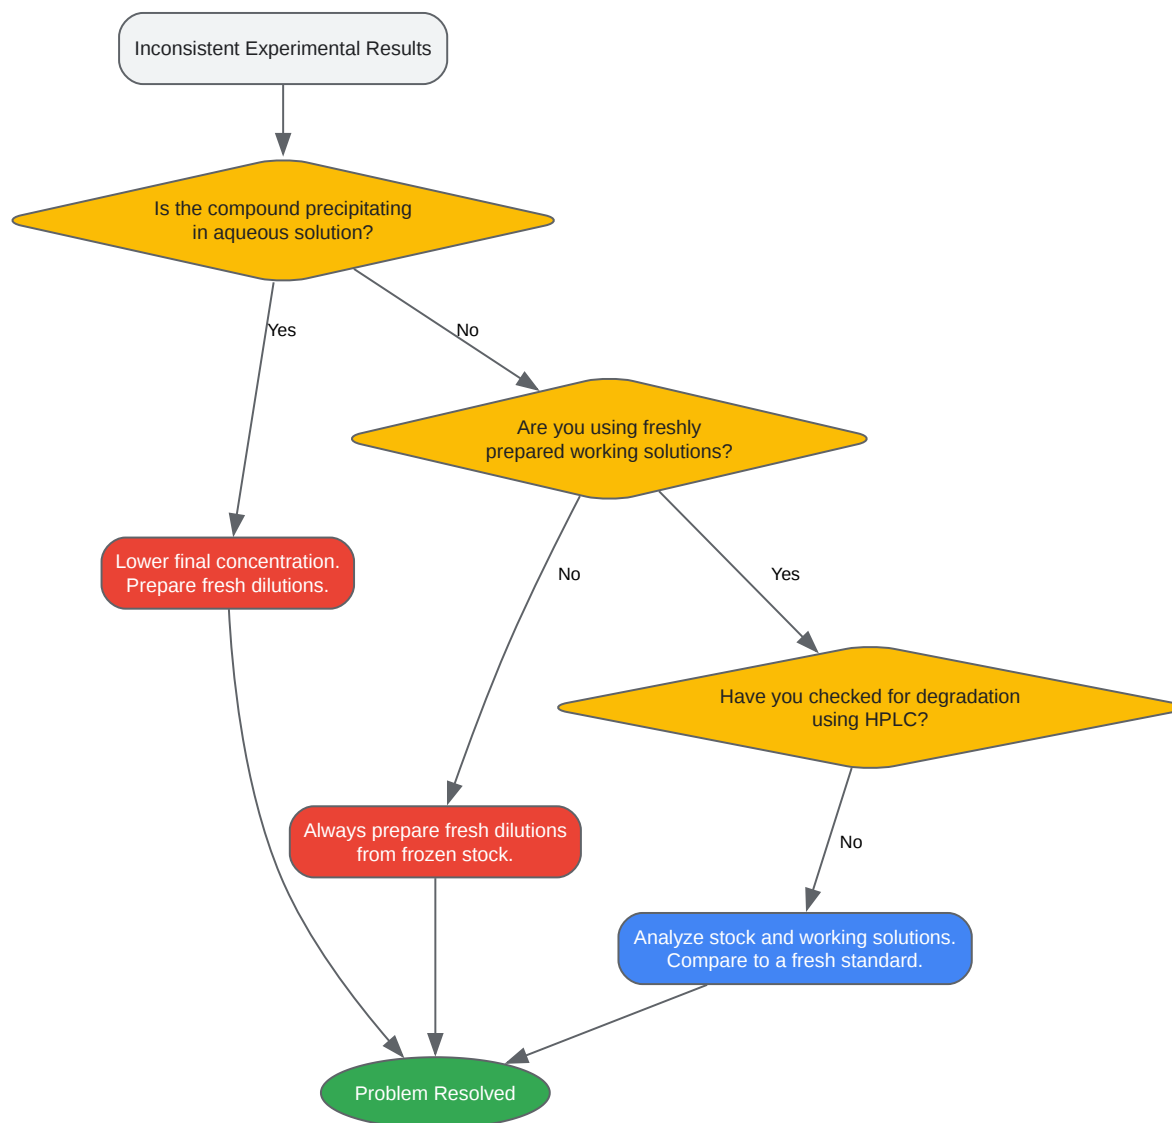 Inconsistent Experimental Results
Is the compound precipitating
in aqueous solution?
Yes
No
Are you using freshly
prepared working solutions?
Lower final concentration.
Prepare fresh dilutions.
No
Yes
Have you checked for degradation
using HPLC?
Always prepare fresh dilutions
from frozen stock.
No
Analyze stock and working solutions.
Compare to a fresh standard.
Problem Resolved